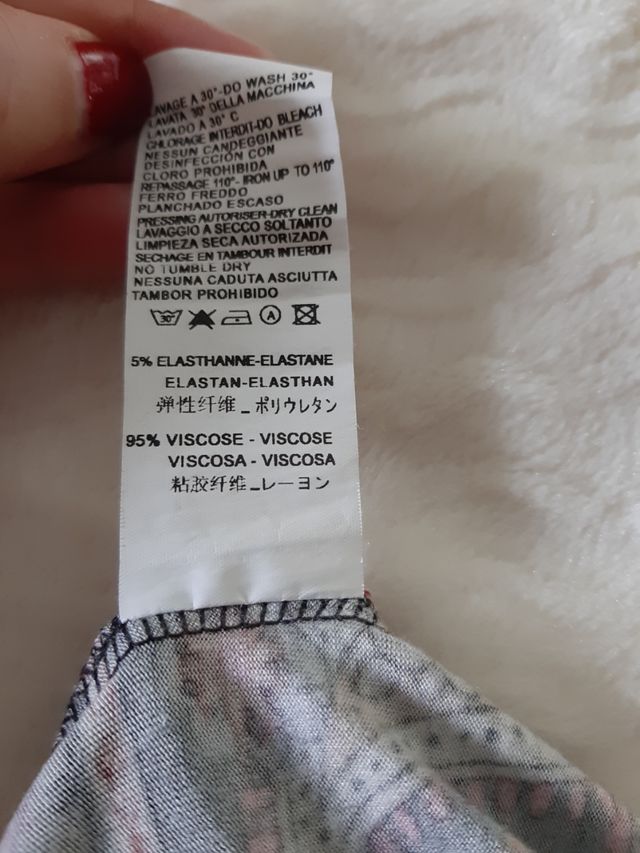 LAVAGE A 30°-DO WASH 30°
LAVATA 30° DELLA MACCHINA
LAVADO A 30° C
CHLORAGE INTERDIT-DO BLEACH
NESSUN CANDEGGIANTE
DESINFECCIÓN CON
CLORO PROHIBIDA
REPASSAGE 110°- IRON UP TO 110°
FERRO FREDDO
PLANCHADO ESCASO
PRESSING AUTORISER-DRY CLEAN
LAVAGGIO A SECCO SOLTANTO
LIMPIEZA SECA AUTORIZADA
SECHAGE EN TAMBOUR INTERDIT
NO TUMBLE DRY
NESSUNA CADUTA ASCIUTTA
TAMBOR PROHIBIDO
30° A
5% ELASTHANNE-ELASTANE
ELASTAN-ELASTHAN
弹性纤维_ポリウレタン
95% VISCOSE - VISCOSE
VISCOSA - VISCOSA
粘胶纤维_レーヨン